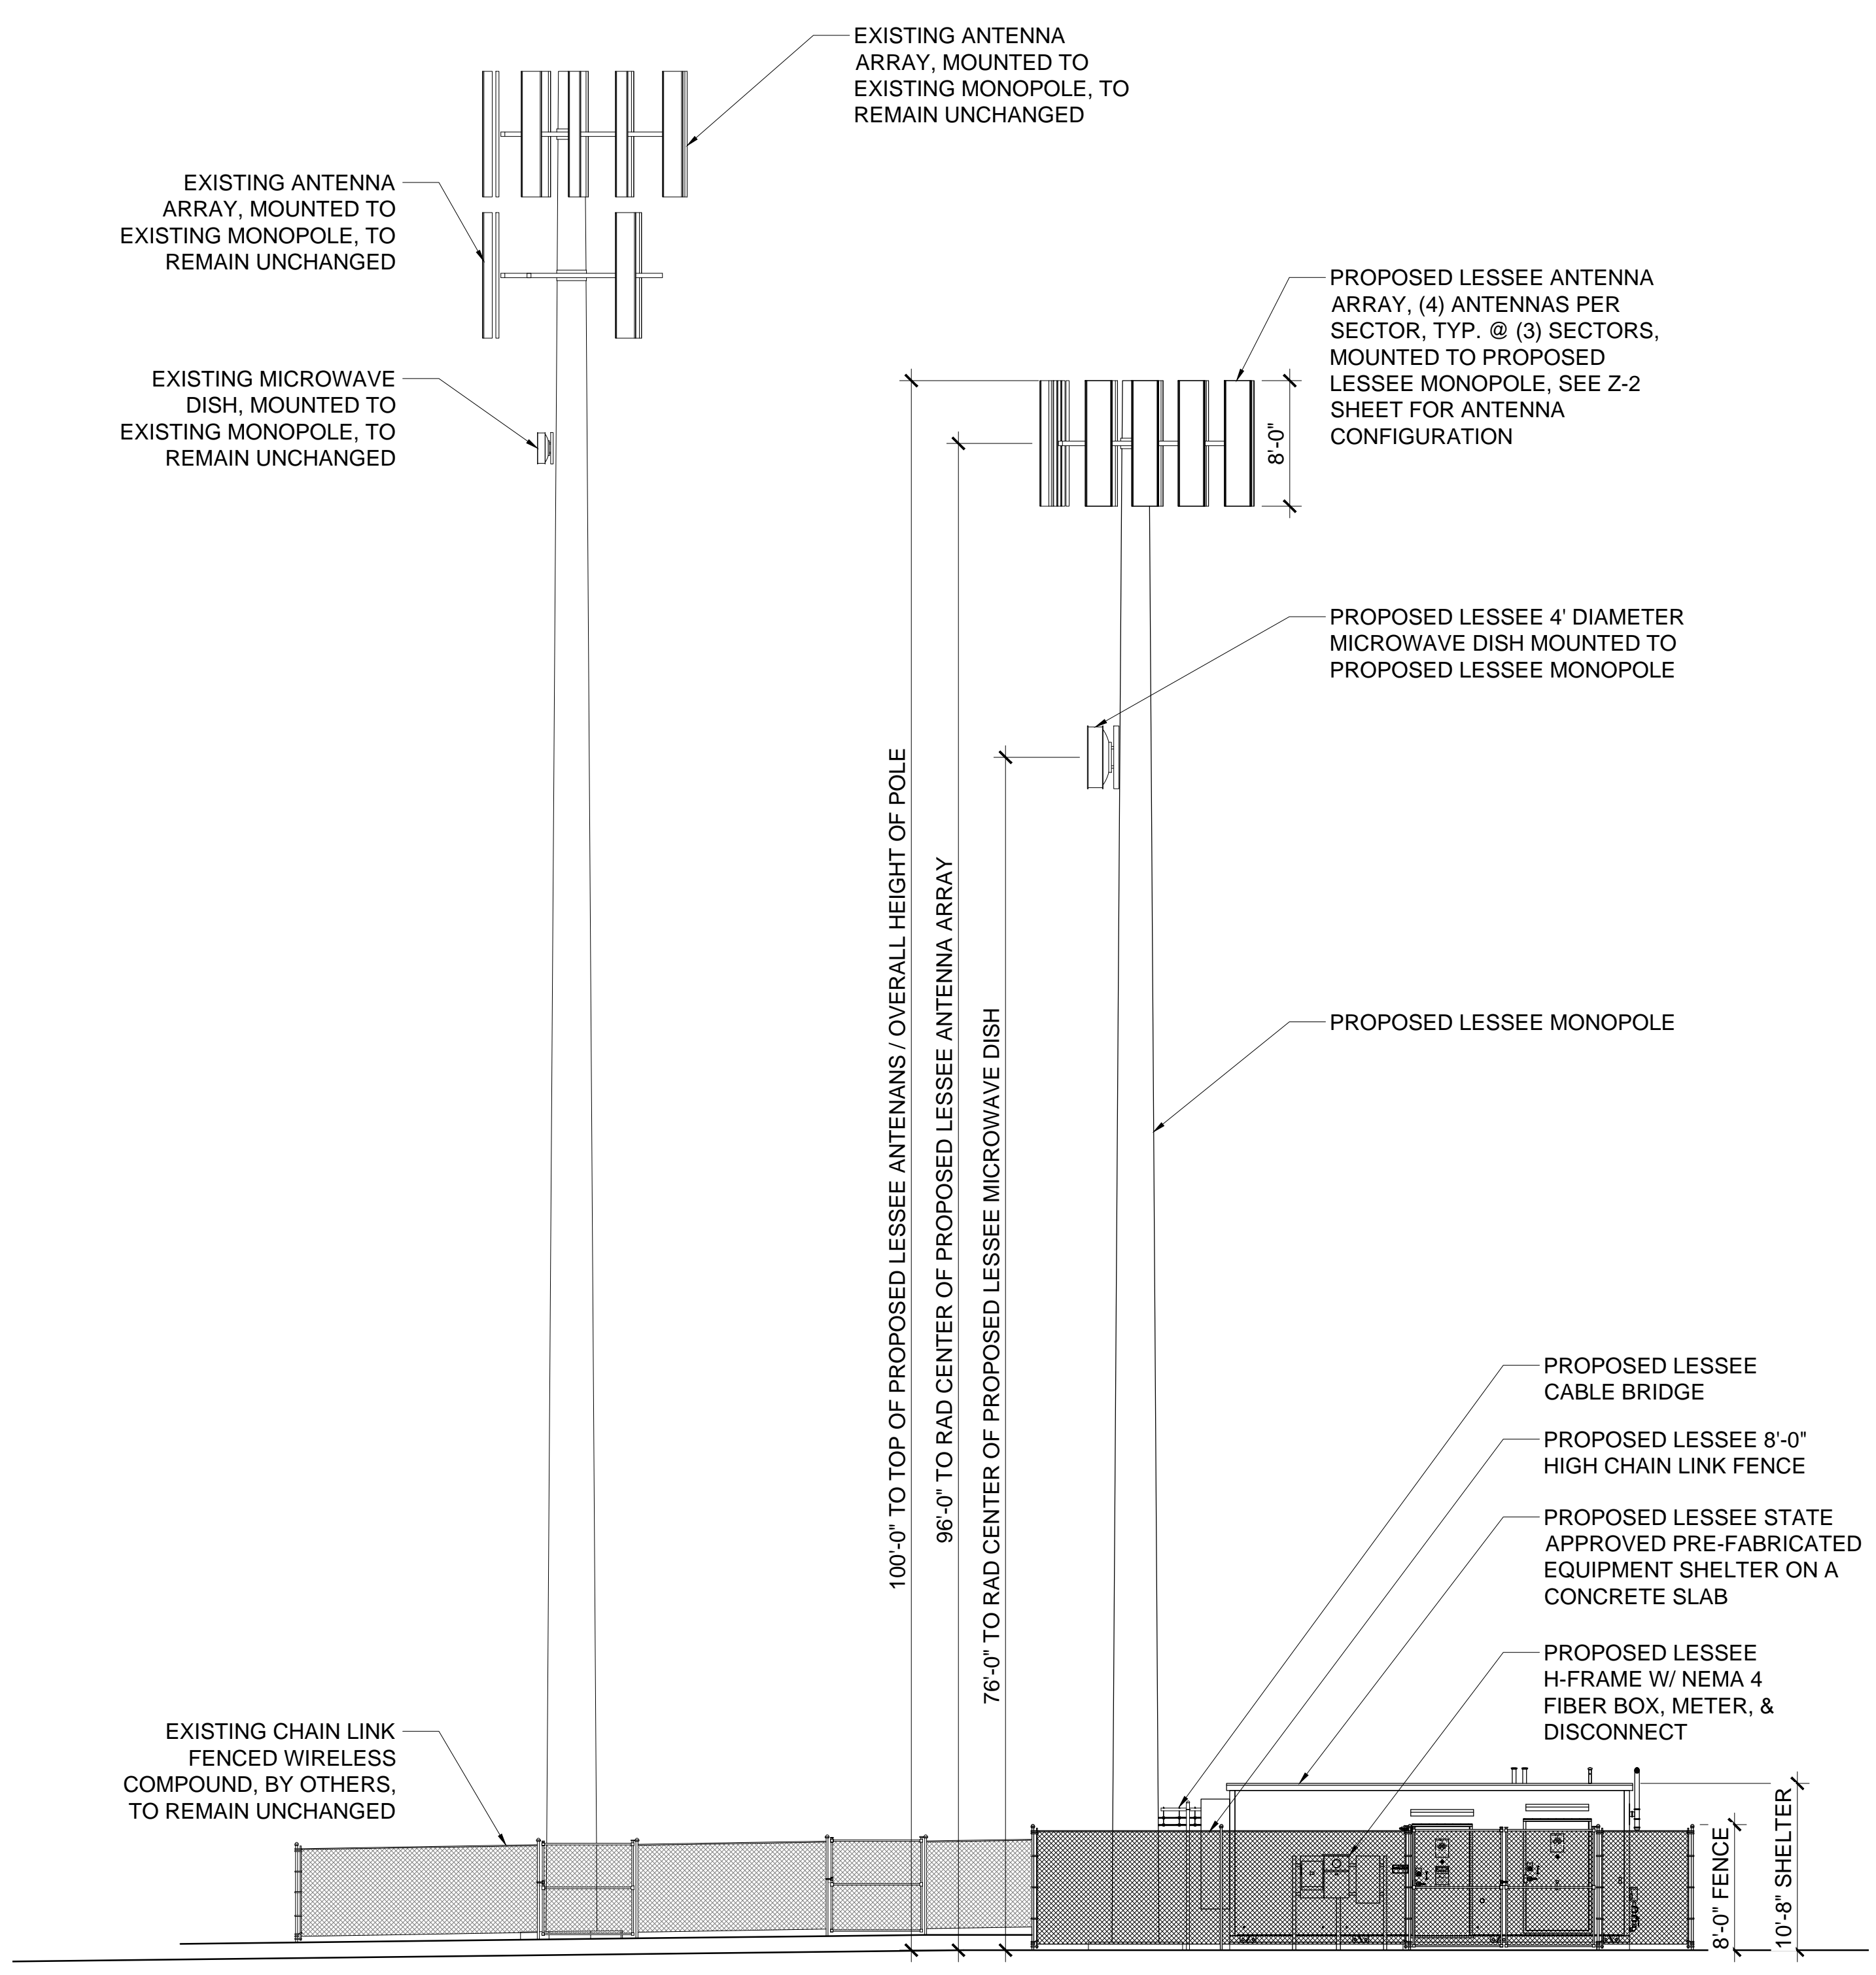 EXISTING ANTENNA
ARRAY, MOUNTED TO
EXISTING MONOPOLE, TO
REMAIN UNCHANGED
EXISTING ANTENNA
ARRAY, MOUNTED TO
EXISTING MONOPOLE, TO
REMAIN UNCHANGED
EXISTING MICROWAVE
DISH, MOUNTED TO
EXISTING MONOPOLE, TO
REMAIN UNCHANGED
PROPOSED LESSEE ANTENNA
ARRAY, (4) ANTENNAS PER
SECTOR, TYP. @ (3) SECTORS,
MOUNTED TO PROPOSED
LESSEE MONOPOLE, SEE Z-2
SHEET FOR ANTENNA
CONFIGURATION
8'-0"
PROPOSED LESSEE 4' DIAMETER
MICROWAVE DISH MOUNTED TO
PROPOSED LESSEE MONOPOLE
100'-0" TO TOP OF PROPOSED LESSEE ANTENANS / OVERALL HEIGHT OF POLE
96'-0" TO RAD CENTER OF PROPOSED LESSEE ANTENNA ARRAY
76'-0" TO RAD CENTER OF PROPOSED LESSEE MICROWAVE DISH
PROPOSED LESSEE MONOPOLE
PROPOSED LESSEE
CABLE BRIDGE
PROPOSED LESSEE 8'-0"
HIGH CHAIN LINK FENCE
PROPOSED LESSEE STATE
APPROVED PRE-FABRICATED
EQUIPMENT SHELTER ON A
CONCRETE SLAB
PROPOSED LESSEE
H-FRAME W/ NEMA 4
FIBER BOX, METER, &
DISCONNECT
EXISTING CHAIN LINK
FENCED WIRELESS
COMPOUND, BY OTHERS,
TO REMAIN UNCHANGED
8'-0" FENCE
10'-8" SHELTER